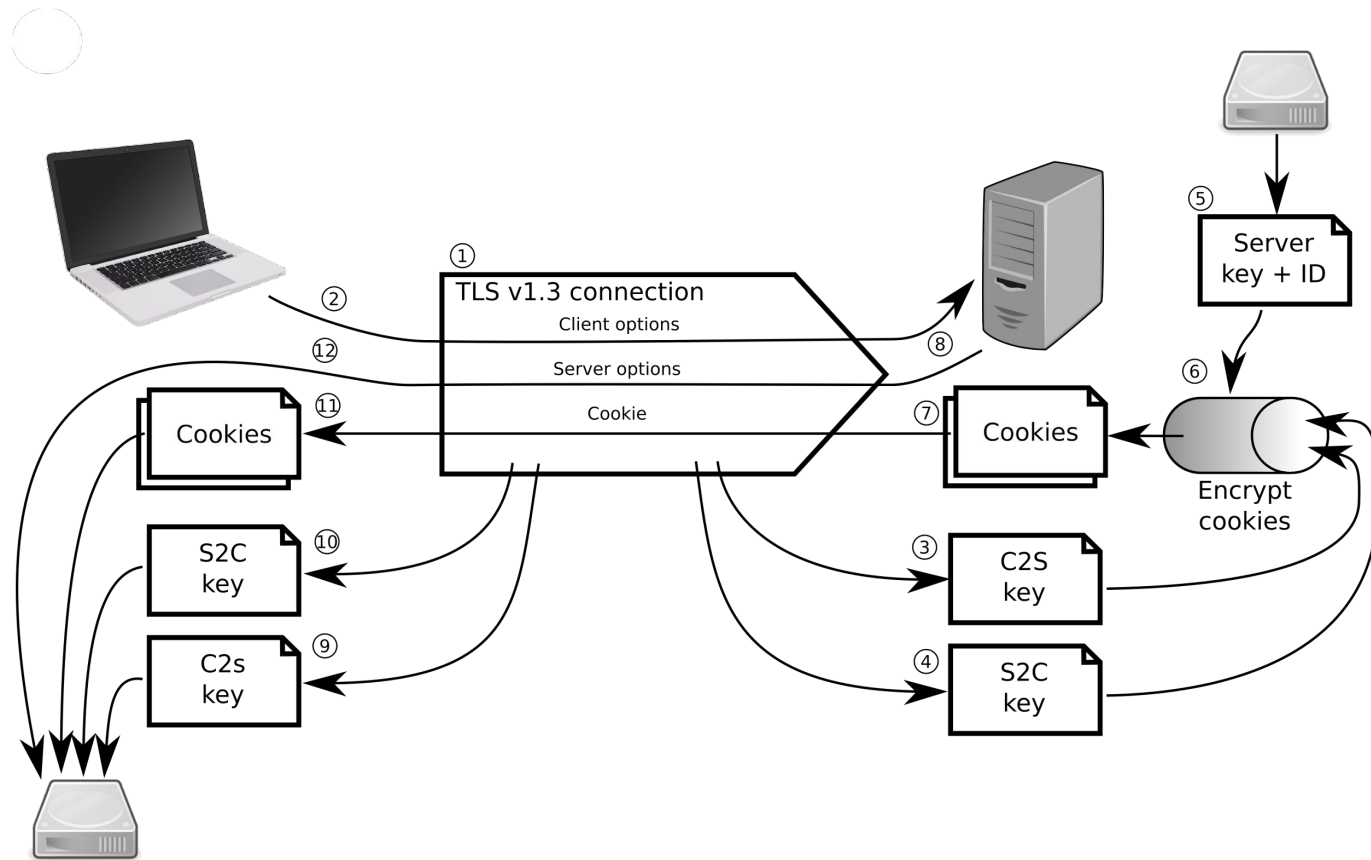 ⑤
Server
key + ID
①
TLS v1.3 connection
②
Client options
⑧
⑫
Server options
⑥
⑪
Cookies
Cookie
⑦
Cookies
Encrypt
cookies
⑩
S2C
key
③
C2S
key
⑨
C2s
key
④
S2C
key